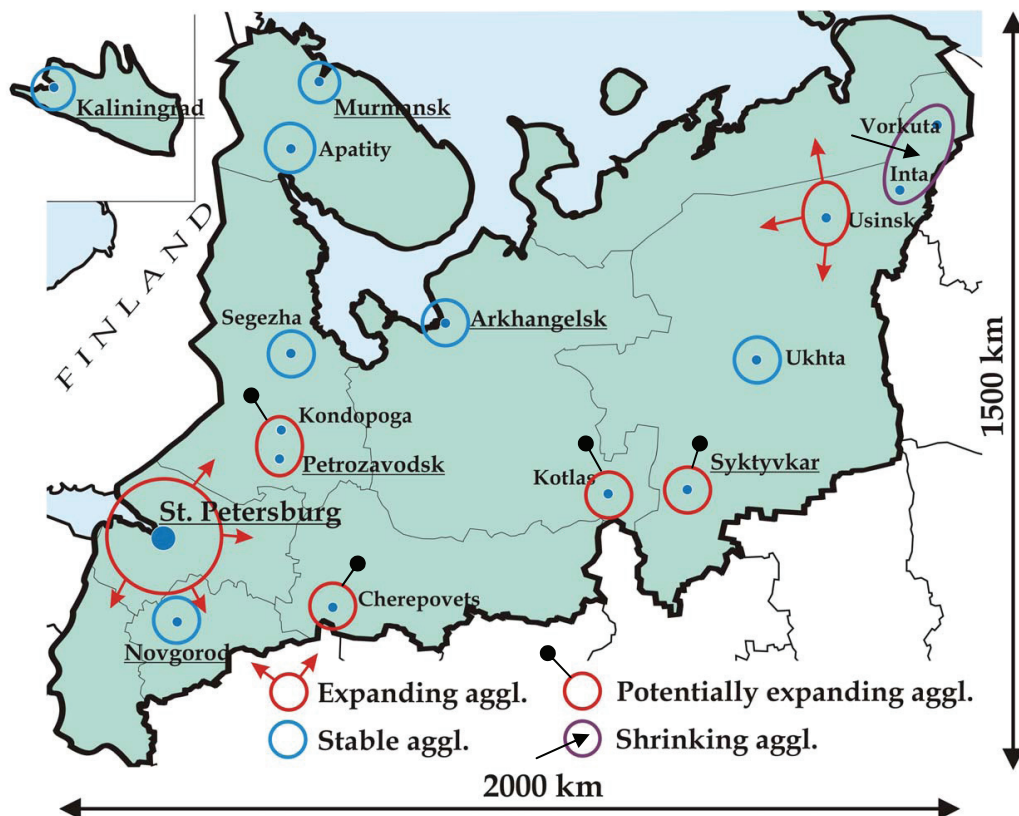 Kaliningrad
Murmansk
Apatity
Vorkuta
Inta
Usinsk
FINLAND
Segezha
Arkhangelsk
Ukhta
1500 km
Kondopoga
Petrozavodsk
Kotlas
Syktyvkar
St. Petersburg
Cherepovets
Novgorod
Expanding aggl.
Potentially expanding aggl.
Stable aggl.
Shrinking aggl.
2000 km